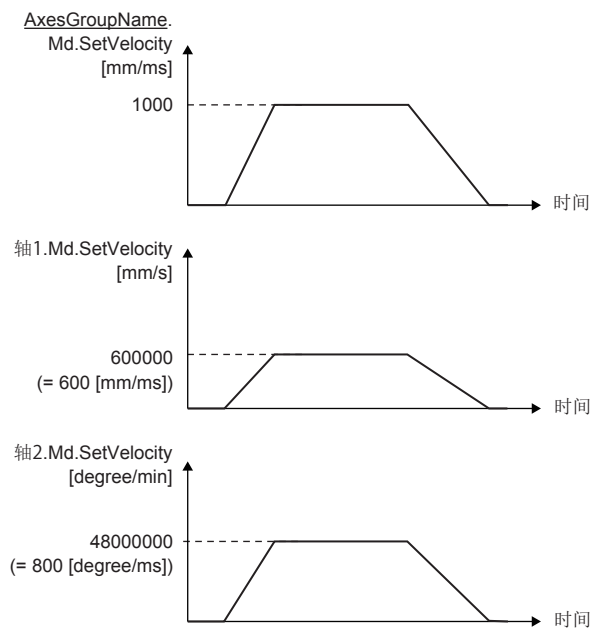 AxesGroupName.
Md.SetVelocity
[mm/ms]
1000
时间
轴1.Md.SetVelocity
[mm/s]
600000
(= 600 [mm/ms])
时间
轴2.Md.SetVelocity
[degree/min]
48000000
(= 800 [degree/ms])
时间